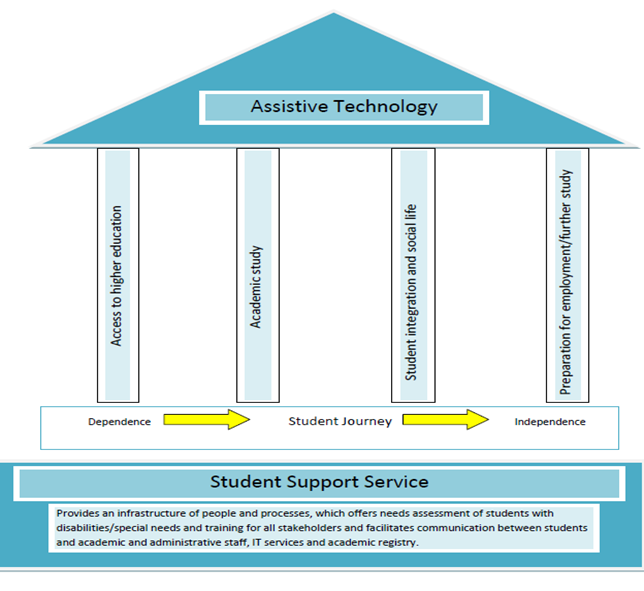 Assistive Technology
Access to higher education
Academic study
Student integration and social life
Preparation for employment/further study
Dependence
Student Journey
Independence
Student Support Service
Provides an infrastructure of people and processes, which offers needs assessment of students with
disabilities/special needs and training for all stakeholders and facilitates communication between students
and academic and administrative staff, IT services and academic registry.